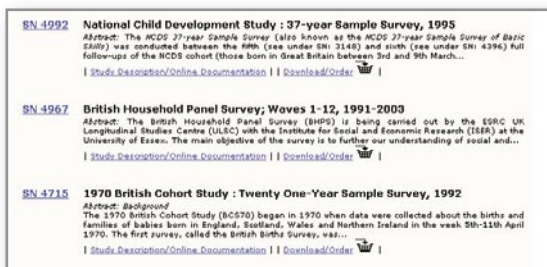 SN 4992 National Child Development Study : 37-year Sample Survey, 1995
Abstract: The NCDS 37-year Sample Survey (also known as the NCDS 37-year Sample Survey of Basic
Skills) was conducted between the fifth (see under SN: 3148) and sixth (see under SN: 4396) full
follow-ups of the NCDS cohort (those born in Great Britain between 3rd and 9th March...
| Study Description/Online Documentation | | Download/Order
SN 4967 British Household Panel Survey; Waves 1-12, 1991-2003
Abstract: The British Household Panel Survey (BHPS) is being carried out by the ESRC UK
Longitudinal Studies Centre (ULSC) with the Institute for Social and Economic Research (ISER) at the
University of Essex. The main objective of the survey is to further our understanding of social and...
| Study Description/Online Documentation | | Download/Order
SN 4715 1970 British Cohort Study : Twenty One-Year Sample Survey, 1992
Abstract: Background
The 1970 British Cohort Study (BCS70) began in 1970 when data were collected about the births and
families of babies born in England, Scotland, Wales and Northern Ireland in the week 5th-11th April
1970. The first survey, called the British Births Survey, was...
| Study Description/Online Documentation | | Download/Order